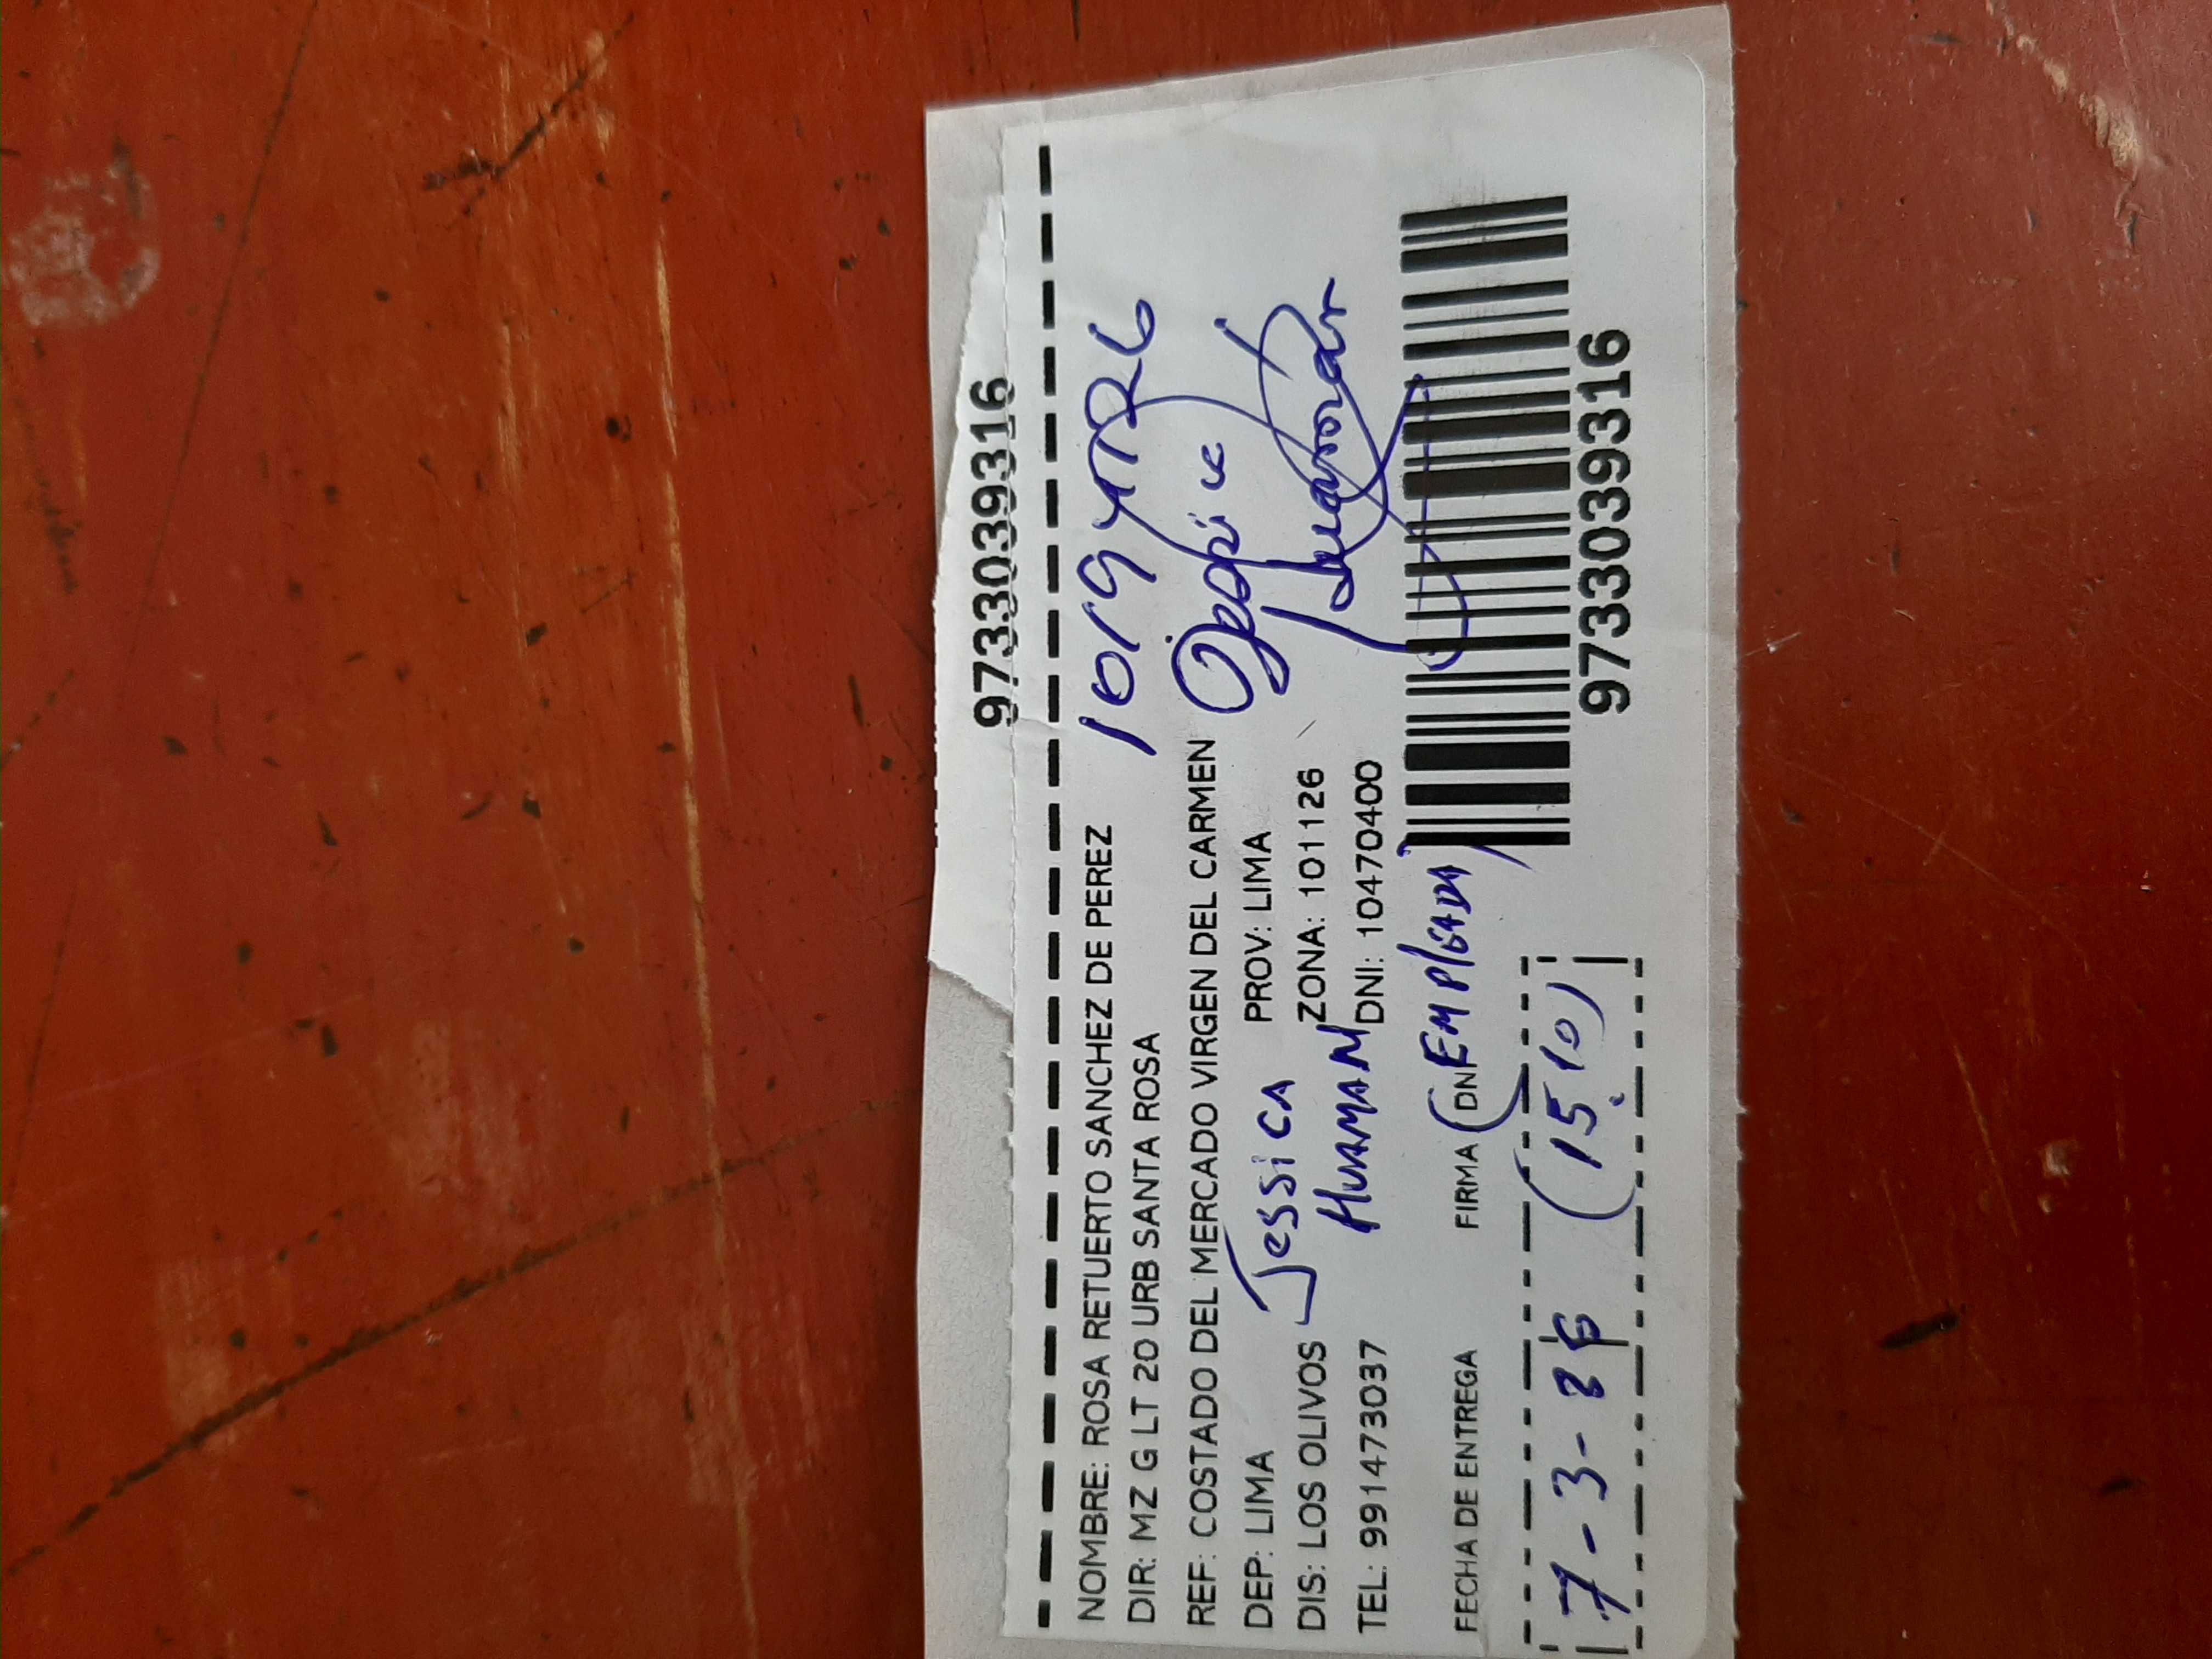 9733039316
NOMBRE: ROSA RETUERTO SANCHEZ DE PEREZ
DIR: MZ G LT 20 URB SANTA ROSA
REF: COSTADO DEL MERCADO VIRGEN DEL CARMEN
DEP: LIMA PROV: LIMA
DIS: LOS OLIVOS ZONA: 101126
TEL: 991473037 DNI: 10470400
Jessica
HUAMAN
FECHA DE ENTREGA FIRMA (DNI EMPLEADA)
7-3- (15:10)
9733039316